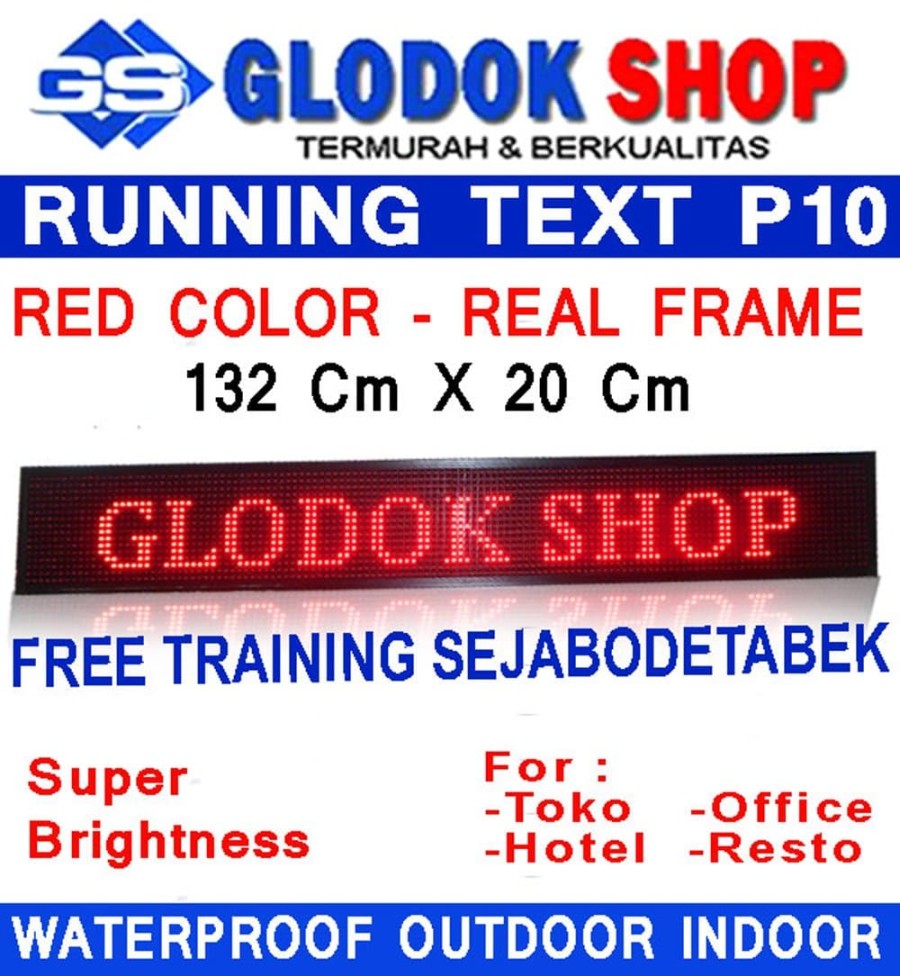 GS GLODOK SHOP
TERMURAH & BERKUALITAS
RUNNING TEXT P10
RED COLOR - REAL FRAME
132 Cm X 20 Cm
GLODOK SHOP
FREE TRAINING SEJABODETABEK
Super
Brightness
For :
-Toko -Office
-Hotel -Resto
WATERPROOF OUTDOOR INDOOR